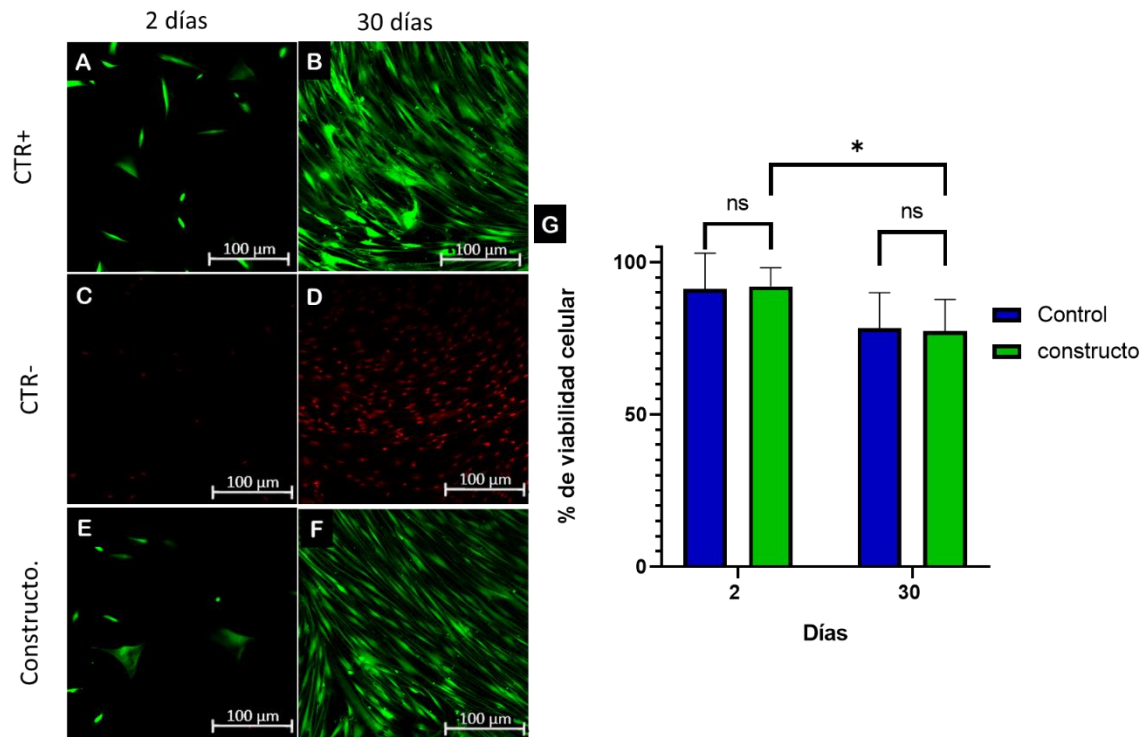 2 días
30 días
CTR+
A
100 µm
B
100 µm
CTR-
C
100 µm
D
100 µm
Constructo.
E
100 µm
F
100 µm
G
% de viabilidad celular
100
50
0
ns
*
ns
2
30
Días
Control
constructo